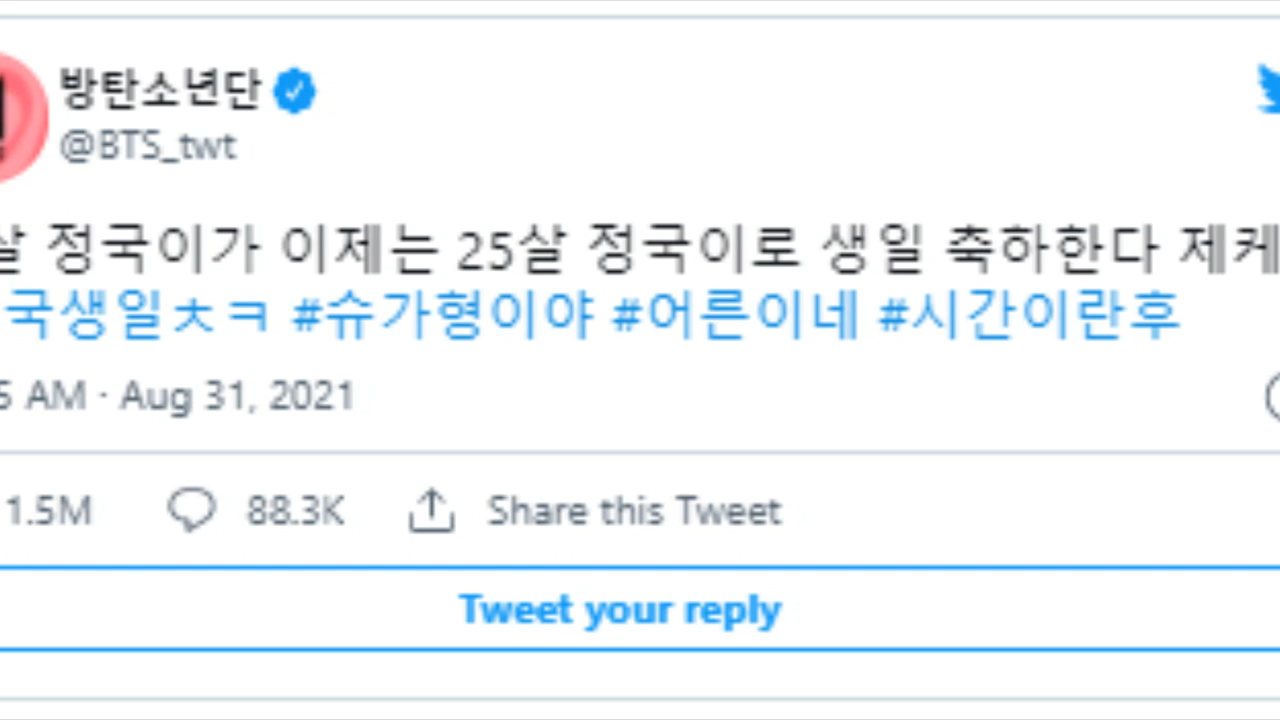 방탄소년단
@BTS_twt
살 정국이가 이제는 25살 정국이로 생일 축하한다 제케
국생일ㅊㅋ #슈가형이야 #어른이네 #시간이란후
5 AM · Aug 31, 2021
1.5M 88.3K Share this Tweet
Tweet your reply